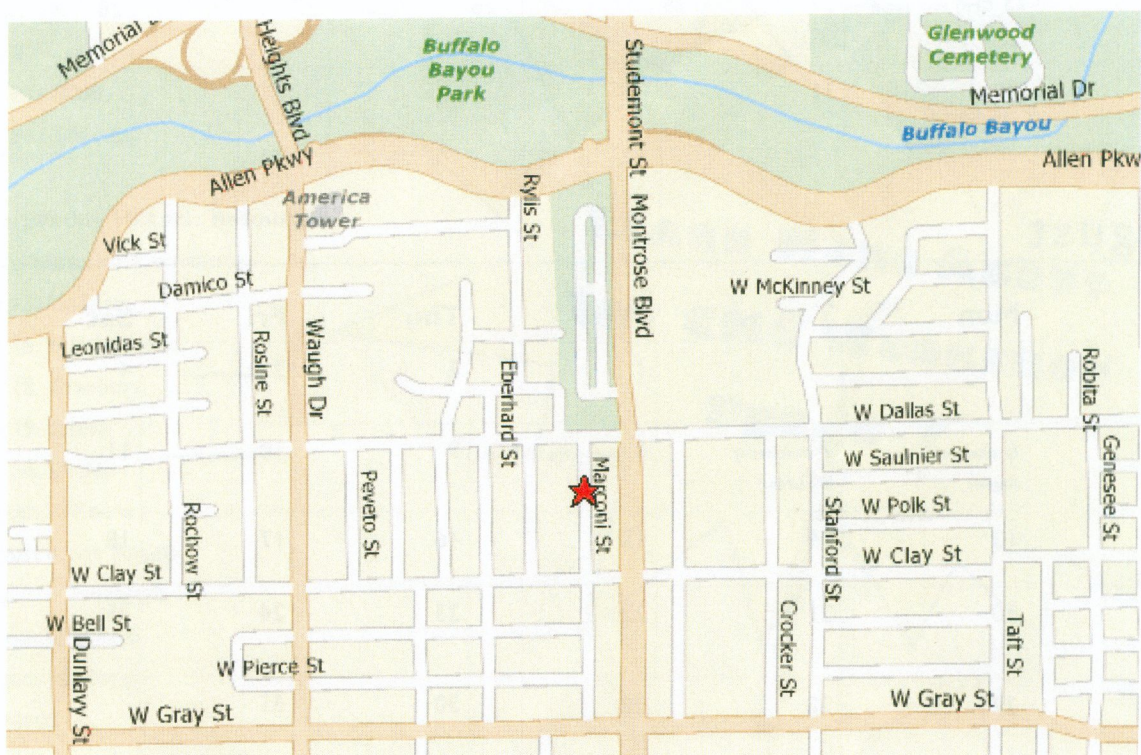 Memorial
Heights Blvd
Buffalo
Bayou
Park
Studemont St
Glenwood
Cemetery
Memorial Dr
Buffalo Bayou
Allen Pkwy
Allen Pkw
America
Tower
Rylis St
Montrose Blvd
Vick St
Damico St
W McKinney St
Leonidas St
Rosine St
Waugh Dr
Eberhard St
Robita St
W Dallas St
Genesee St
W Saulnier St
Marconi St
Peveto St
Rochow St
W Polk St
Stanford St
W Clay St
W Clay St
W Bell St
Crocker St
Taft St
Dunlavy St
W Pierce St
W Gray St
W Gray St